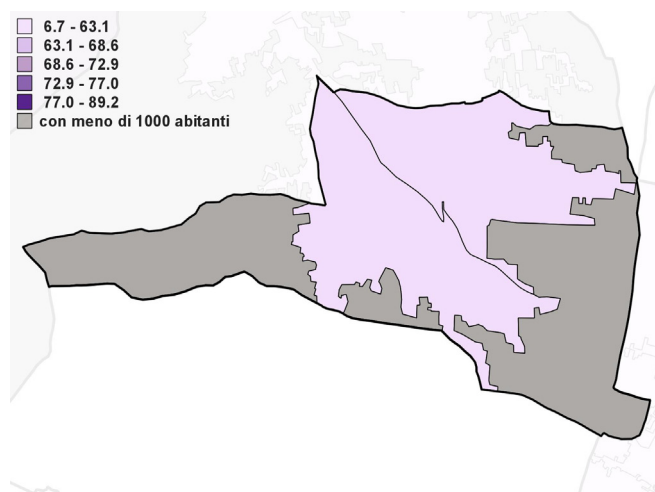 6.7 - 63.1
63.1 - 68.6
68.6 - 72.9
72.9 - 77.0
77.0 - 89.2
con meno di 1000 abitanti